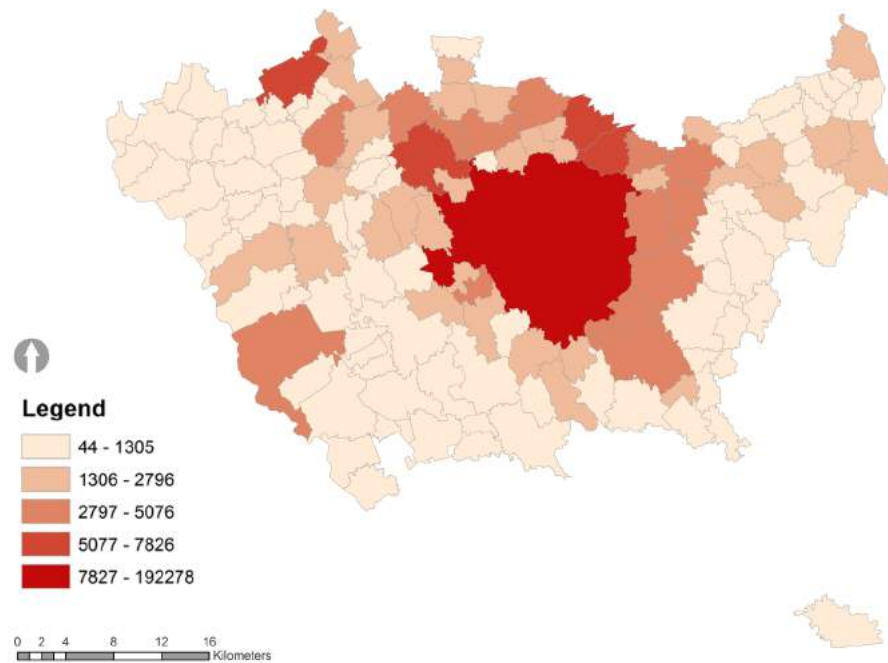 Legend
44 - 1305
1306 - 2796
2797 - 5076
5077 - 7826
7827 - 192278
0 2 4 8 12 16
Kilometers